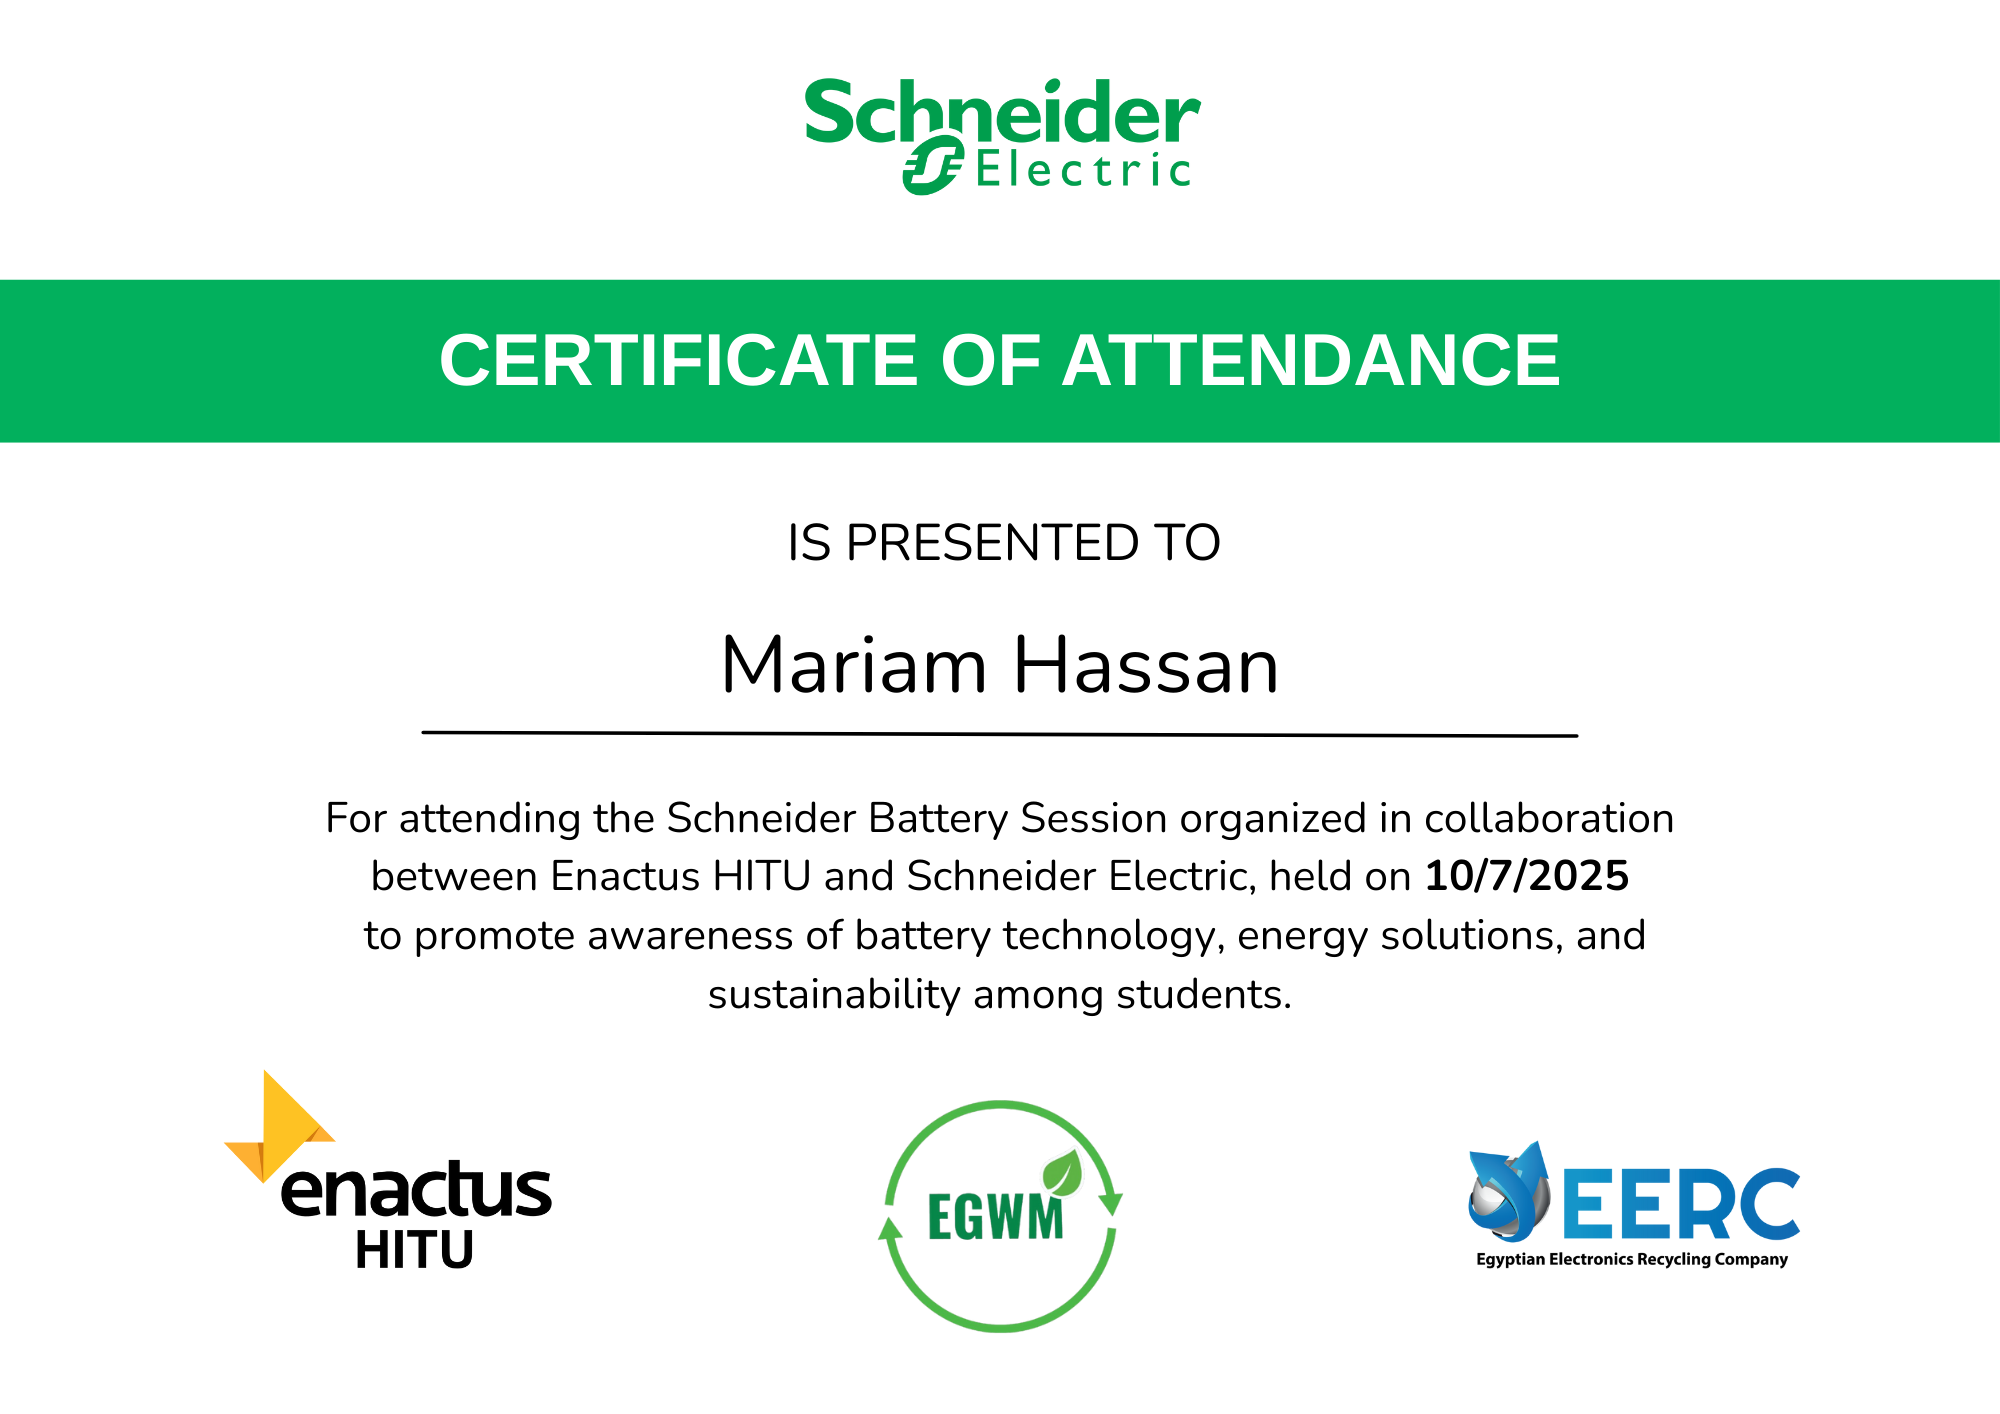 Schneider
Electric
CERTIFICATE OF ATTENDANCE
IS PRESENTED TO
Mariam Hassan
For attending the Schneider Battery Session organized in collaboration
between Enactus HITU and Schneider Electric, held on 10/7/2025
to promote awareness of battery technology, energy solutions, and
sustainability among students.
enactus
HITU
EGWM
EERC
Egyptian Electronics Recycling Company